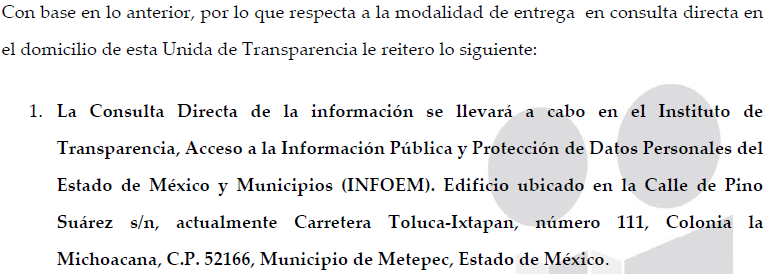 Con base en lo anterior, por lo que respecta a la modalidad de entrega en consulta directa en
el domicilio de esta Unida de Transparencia le reitero lo siguiente:
1. La Consulta Directa de la información se llevará a cabo en el Instituto de
Transparencia, Acceso a la Información Pública y Protección de Datos Personales del
Estado de México y Municipios (INFOEM). Edificio ubicado en la Calle de Pino
Suárez s/n, actualmente Carretera Toluca-Ixtapan, número 111, Colonia la
Michoacana, C.P. 52166, Municipio de Metepec, Estado de México.